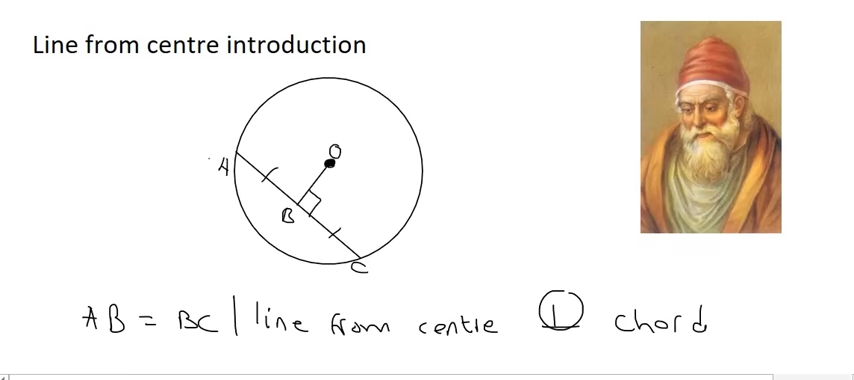 Line from centre introduction
O
A
B
C
AB = BC | line from centre ⊥ chord